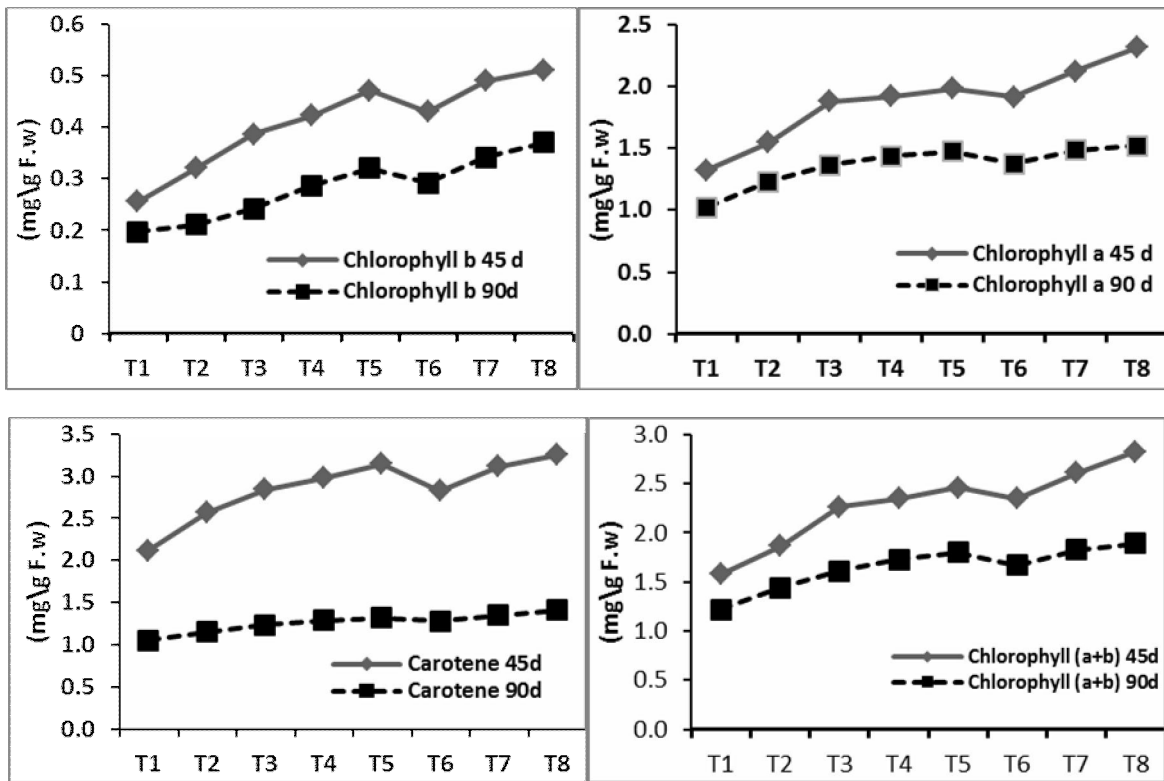 (mg\g F.w)
0.6
0.5
0.4
0.3
0.2
0.1
0
Chlorophyll b 45 d
Chlorophyll b 90d
T1 T2 T3 T4 T5 T6 T7 T8
(mg\g F.w)
2.5
2.0
1.5
1.0
0.5
0.0
Chlorophyll a 45 d
Chlorophyll a 90 d
T1 T2 T3 T4 T5 T6 T7 T8
(mg\g F.w)
3.5
3.0
2.5
2.0
1.5
1.0
0.5
0.0
Carotene 45d
Carotene 90d
T1 T2 T3 T4 T5 T6 T7 T8
(mg\g F.w)
3.0
2.5
2.0
1.5
1.0
0.5
0.0
Chlorophyll (a+b) 45d
Chlorophyll (a+b) 90d
T1 T2 T3 T4 T5 T6 T7 T8